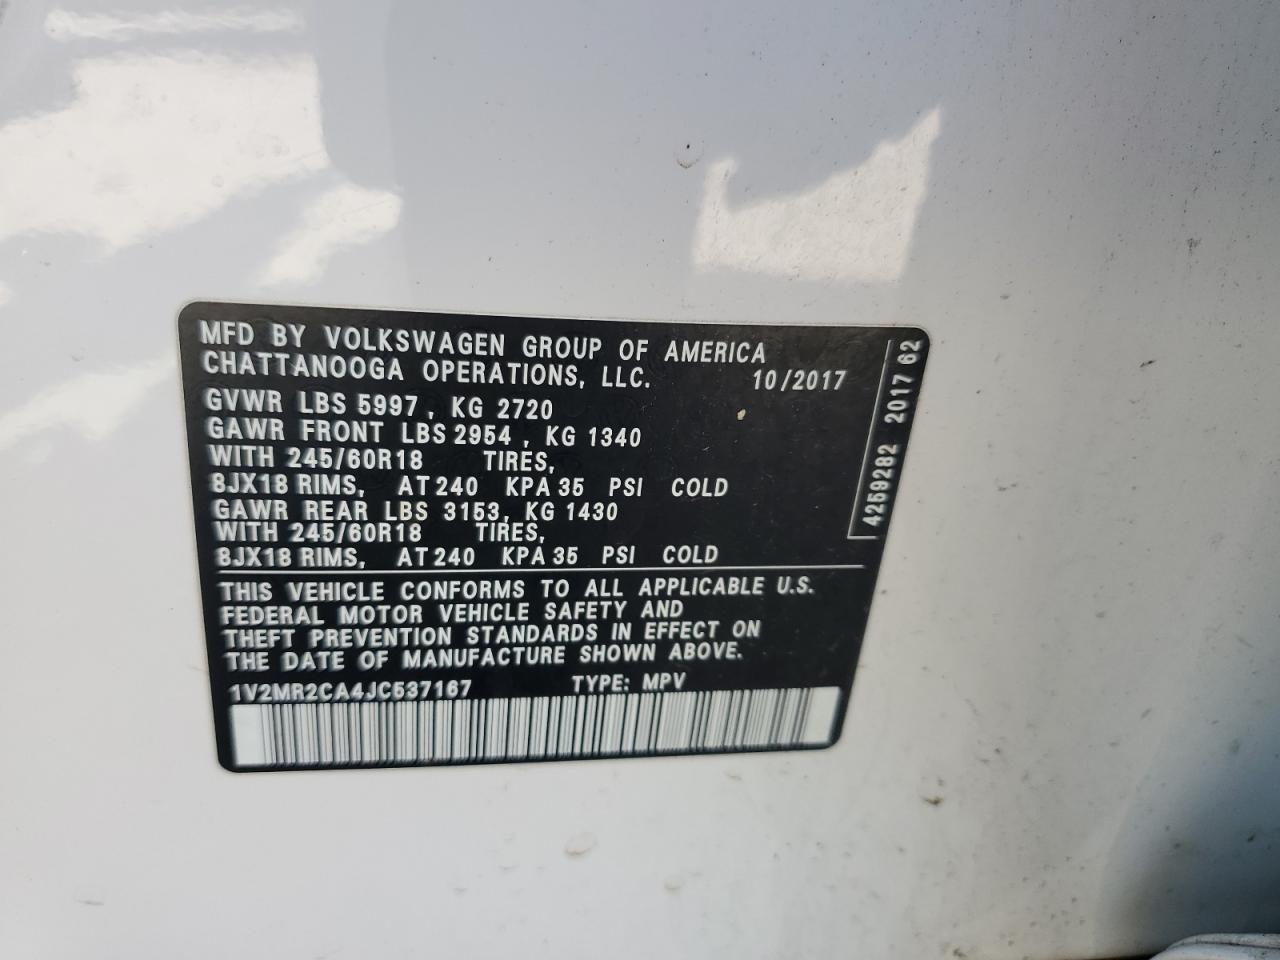 MFD BY VOLKSWAGEN GROUP OF AMERICA
CHATTANOOGA OPERATIONS, LLC. 10/2017
GVWR LBS 5997 , KG 2720
GAWR FRONT LBS 2954 , KG 1340
WITH 245/60R18 TIRES,
8JX18 RIMS, AT 240 KPA 35 PSI COLD
GAWR REAR LBS 3153, KG 1430
WITH 245/60R18 TIRES,
8JX18 RIMS, AT 240 KPA 35 PSI COLD
THIS VEHICLE CONFORMS TO ALL APPLICABLE U.S.
FEDERAL MOTOR VEHICLE SAFETY AND
THEFT PREVENTION STANDARDS IN EFFECT ON
THE DATE OF MANUFACTURE SHOWN ABOVE.
1V2MR2CA4JC537167 TYPE: MPV
4259282 2017 62